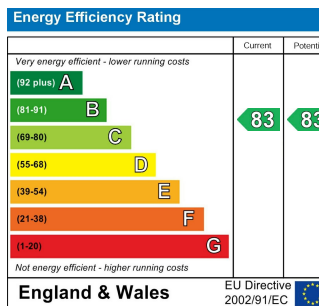 Energy Efficiency Rating
Current Potenti
Very energy efficient - lower running costs
(92 plus) A
(81-91) B
83 83
(69-80) C
(55-68) D
(39-54) E
(21-38) F
(1-20) G
Not energy efficient - higher running costs
England & Wales
EU Directive
2002/91/EC